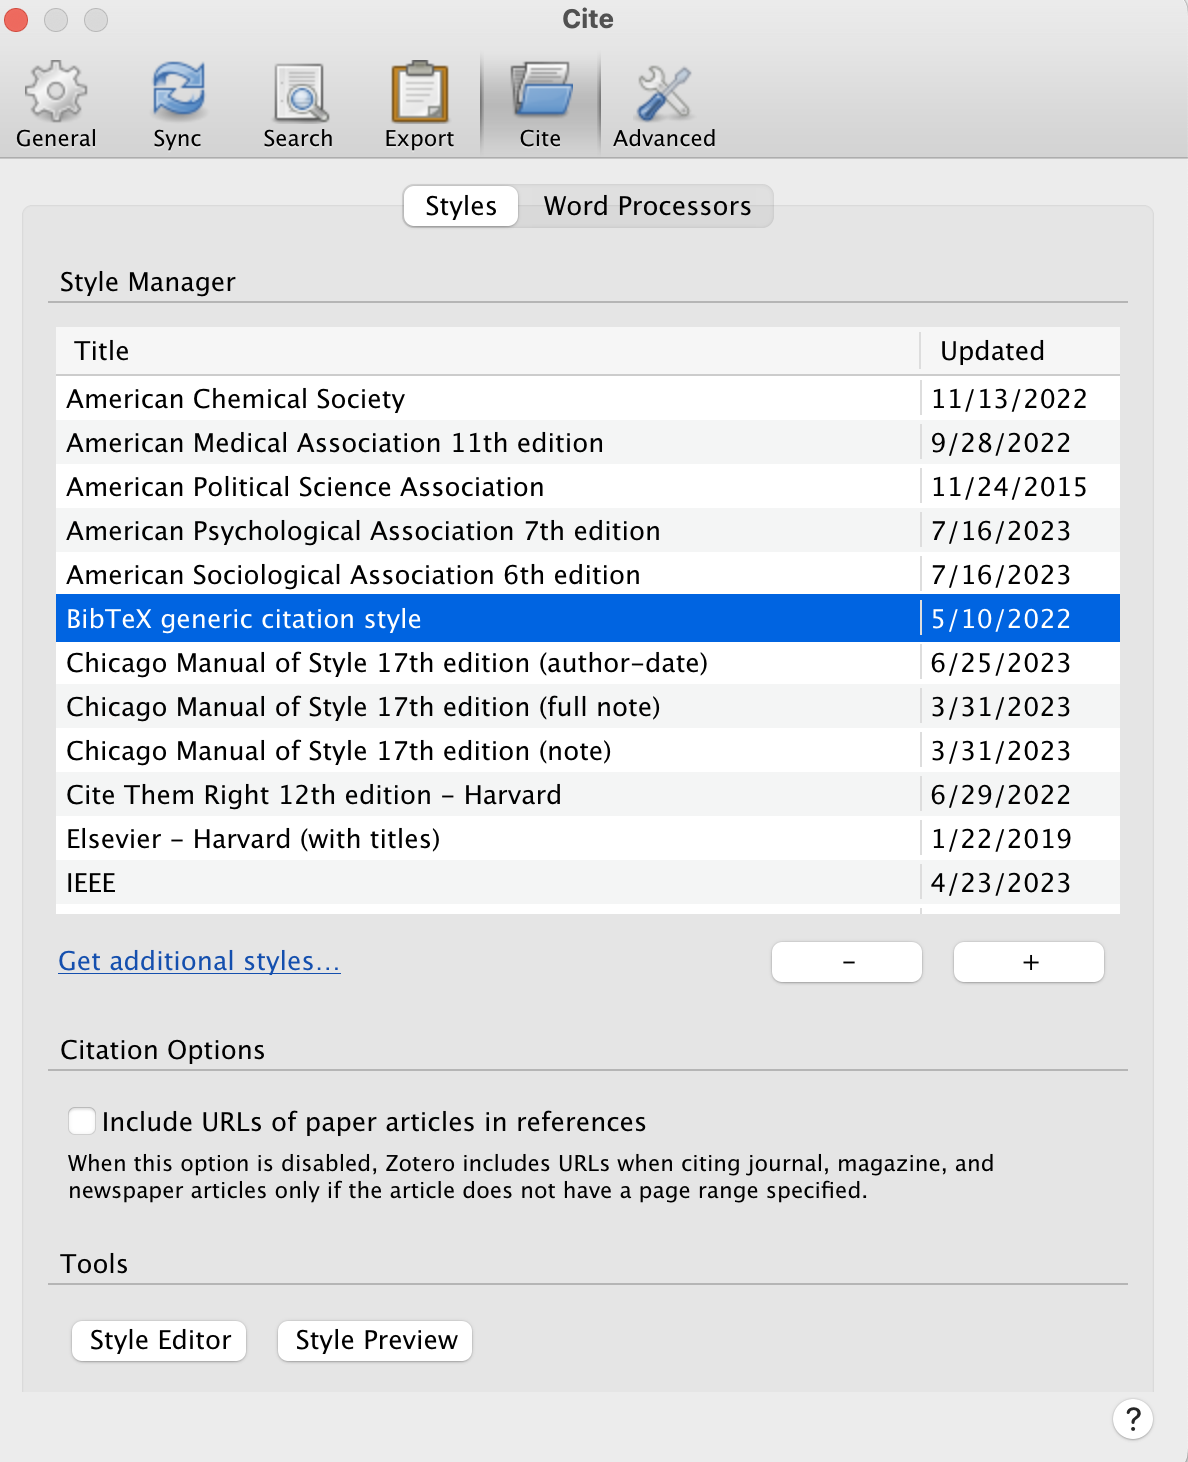 Cite
General Sync Search Export Cite Advanced
Styles Word Processors
Style Manager
Title Updated
American Chemical Society 11/13/2022
American Medical Association 11th edition 9/28/2022
American Political Science Association 11/24/2015
American Psychological Association 7th edition 7/16/2023
American Sociological Association 6th edition 7/16/2023
BibTeX generic citation style 5/10/2022
Chicago Manual of Style 17th edition (author-date) 6/25/2023
Chicago Manual of Style 17th edition (full note) 3/31/2023
Chicago Manual of Style 17th edition (note) 3/31/2023
Cite Them Right 12th edition - Harvard 6/29/2022
Elsevier - Harvard (with titles) 1/22/2019
IEEE 4/23/2023
Get additional styles... - +
Citation Options
Include URLs of paper articles in references
When this option is disabled, Zotero includes URLs when citing journal, magazine, and
newspaper articles only if the article does not have a page range specified.
Tools
Style Editor Style Preview
?